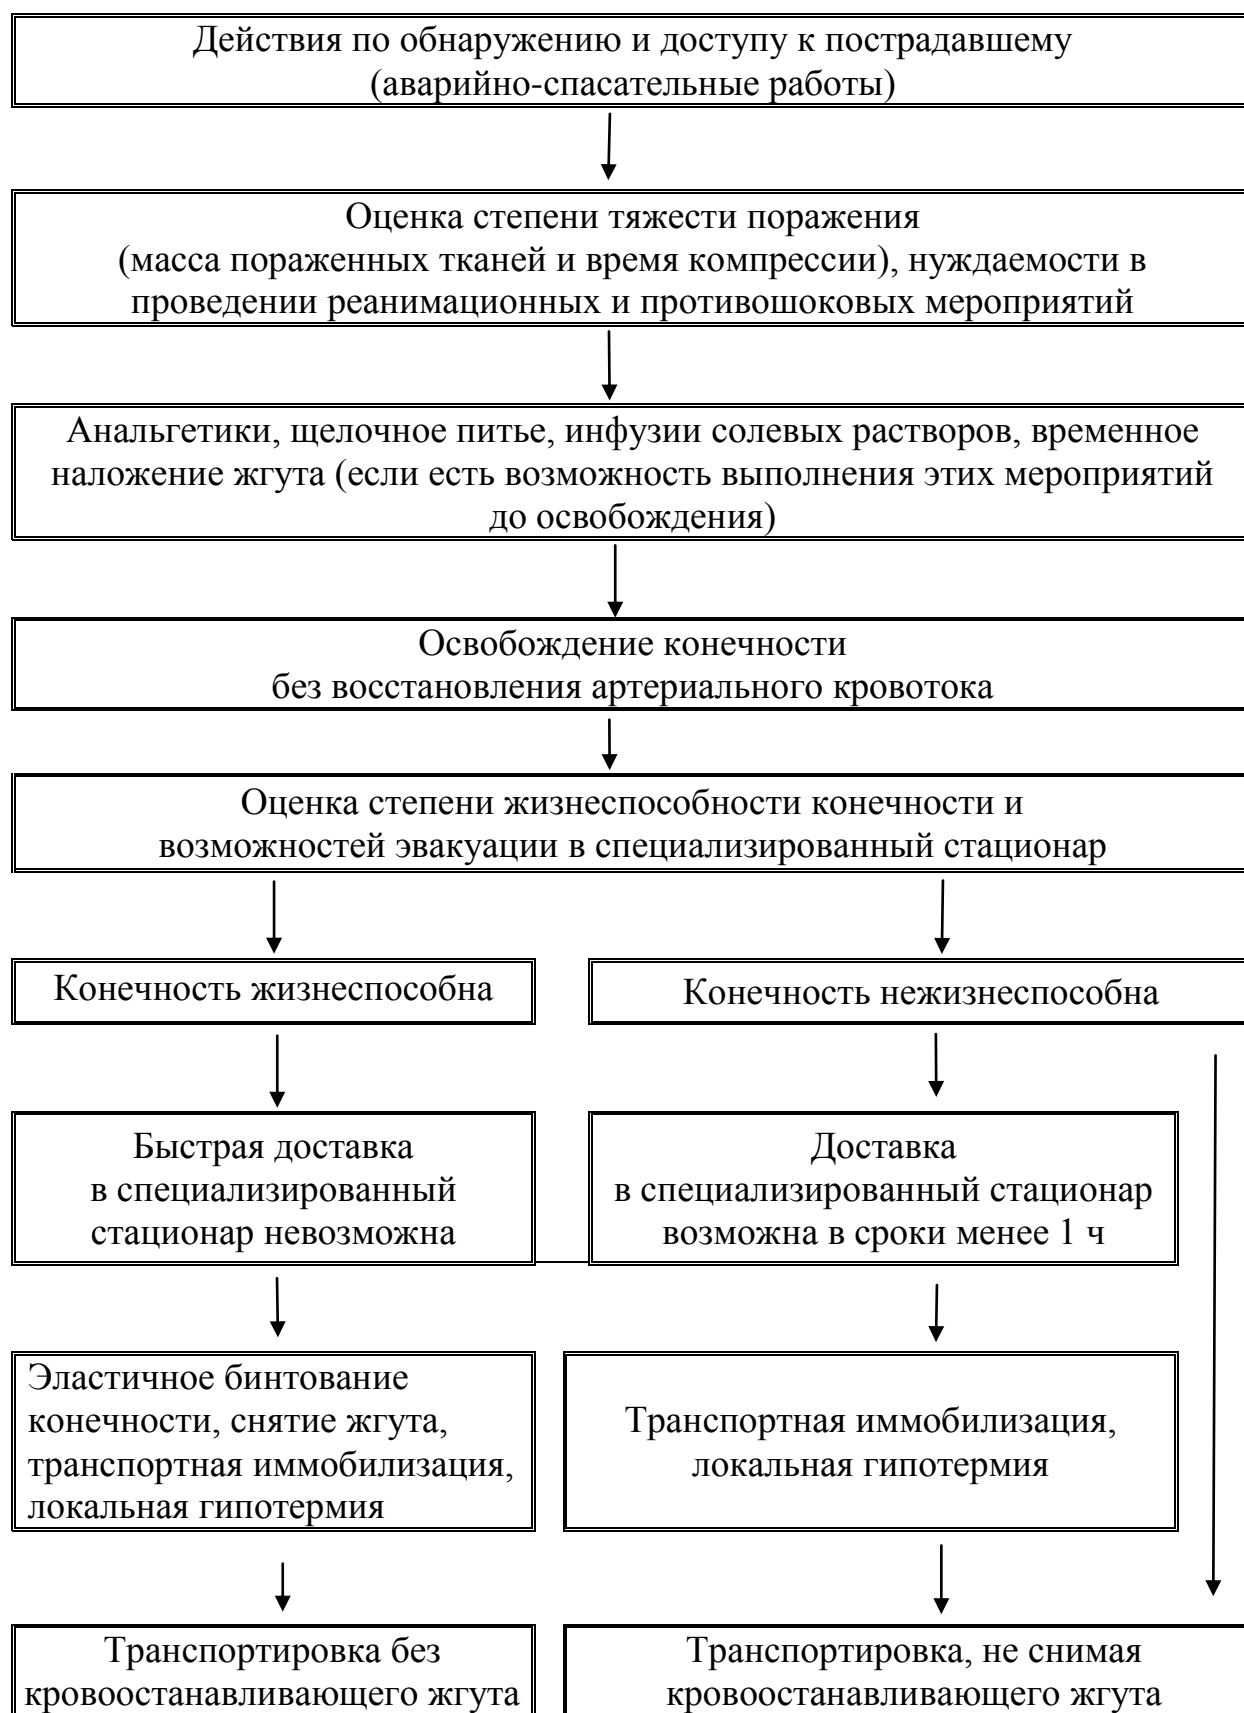 Действия по обнаружению и доступу к пострадавшему
(аварийно-спасательные работы)
Оценка степени тяжести поражения
(масса пораженных тканей и время компрессии), нуждаемости в
проведении реанимационных и противошоковых мероприятий
Анальгетики, щелочное питье, инфузии солевых растворов, временное
наложение жгута (если есть возможность выполнения этих мероприятий
до освобождения)
Освобождение конечности
без восстановления артериального кровотока
Оценка степени жизнеспособности конечности и
возможностей эвакуации в специализированный стационар
Конечность жизнеспособна
Конечность нежизнеспособна
Быстрая доставка
в специализированный
стационар невозможна
Доставка
в специализированный стационар
возможна в сроки менее 1 ч
Эластичное бинтование
конечности, снятие жгута,
транспортная иммобилизация,
локальная гипотермия
Транспортная иммобилизация,
локальная гипотермия
Транспортировка без
кровоостанавливающего жгута
Транспортировка, не снимая
кровоостанавливающего жгута